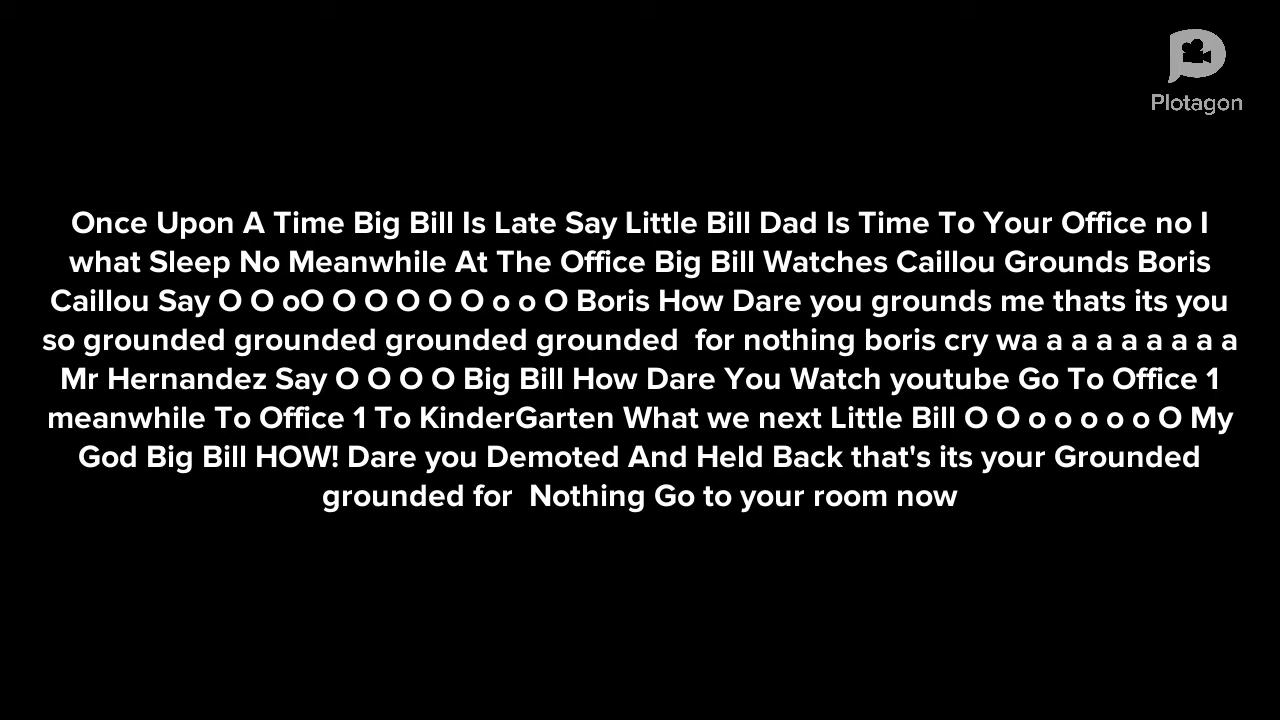 Plotagon
Once Upon A Time Big Bill Is Late Say Little Bill Dad Is Time To Your Office no I
what Sleep No Meanwhile At The Office Big Bill Watches Caillou Grounds Boris
Caillou Say O O oO O O O O O O o o O Boris How Dare you grounds me thats its you
so grounded grounded grounded grounded  for nothing boris cry wa a a a a a a a a
Mr Hernandez Say O O O O Big Bill How Dare You Watch youtube Go To Office 1
meanwhile To Office 1 To KinderGarten What we next Little Bill O O o o o o o O My
God Big Bill HOW! Dare you Demoted And Held Back that's its your Grounded
grounded for  Nothing Go to your room now